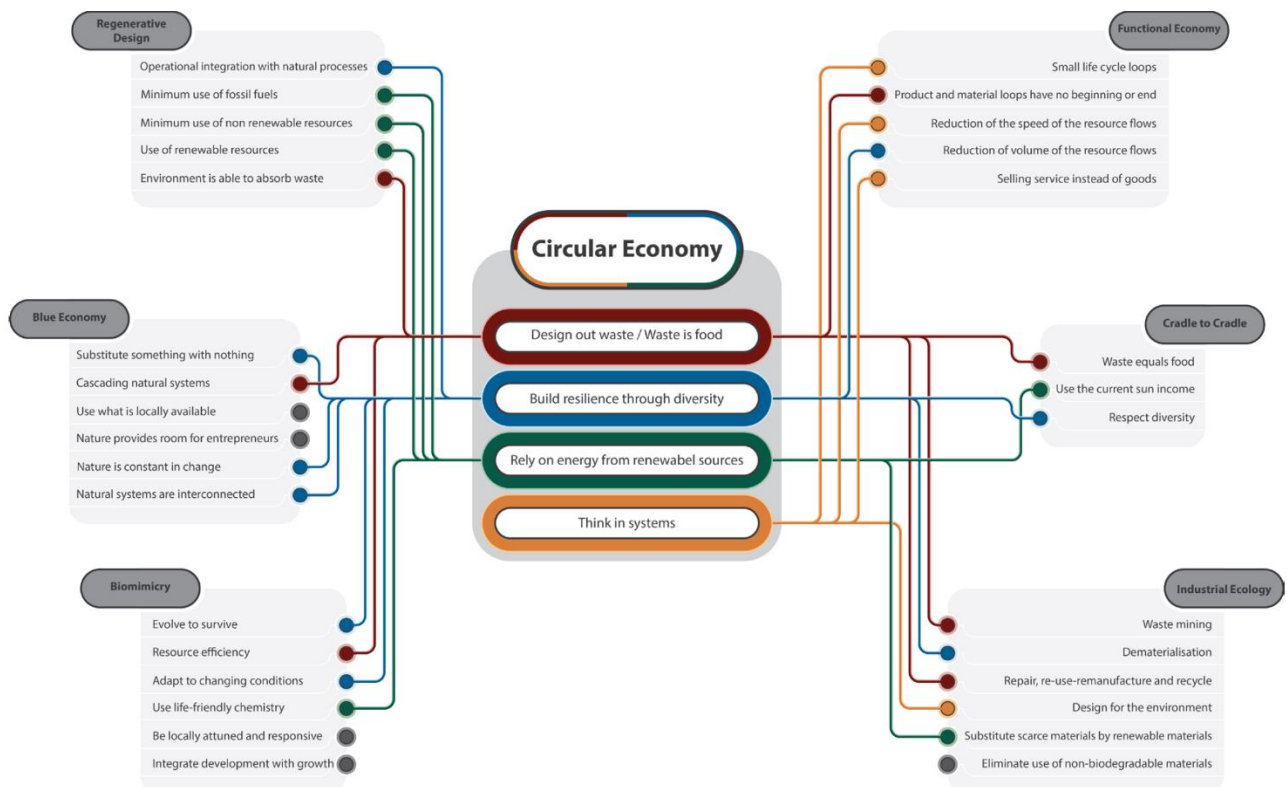 Regenerative
Design
Operational integration with natural processes
Minimum use of fossil fuels
Minimum use of non renewable resources
Use of renewable resources
Environment is able to absorb waste
Functional Economy
Small life cycle loops
Product and material loops have no beginning or end
Reduction of the speed of the resource flows
Reduction of volume of the resource flows
Selling service instead of goods
Circular Economy
Design out waste / Waste is food
Build resilience through diversity
Rely on energy from renewabel sources
Think in systems
Blue Economy
Substitute something with nothing
Cascading natural systems
Use what is locally available
Nature provides room for entrepreneurs
Nature is constant in change
Natural systems are interconnected
Cradle to Cradle
Waste equals food
Use the current sun income
Respect diversity
Biomimicry
Evolve to survive
Resource efficiency
Adapt to changing conditions
Use life-friendly chemistry
Be locally attuned and responsive
Integrate development with growth
Industrial Ecology
Waste mining
Dematerialisation
Repair, re-use-remanufacture and recycle
Design for the environment
Substitute scarce materials by renewable materials
Eliminate use of non-biodegradable materials